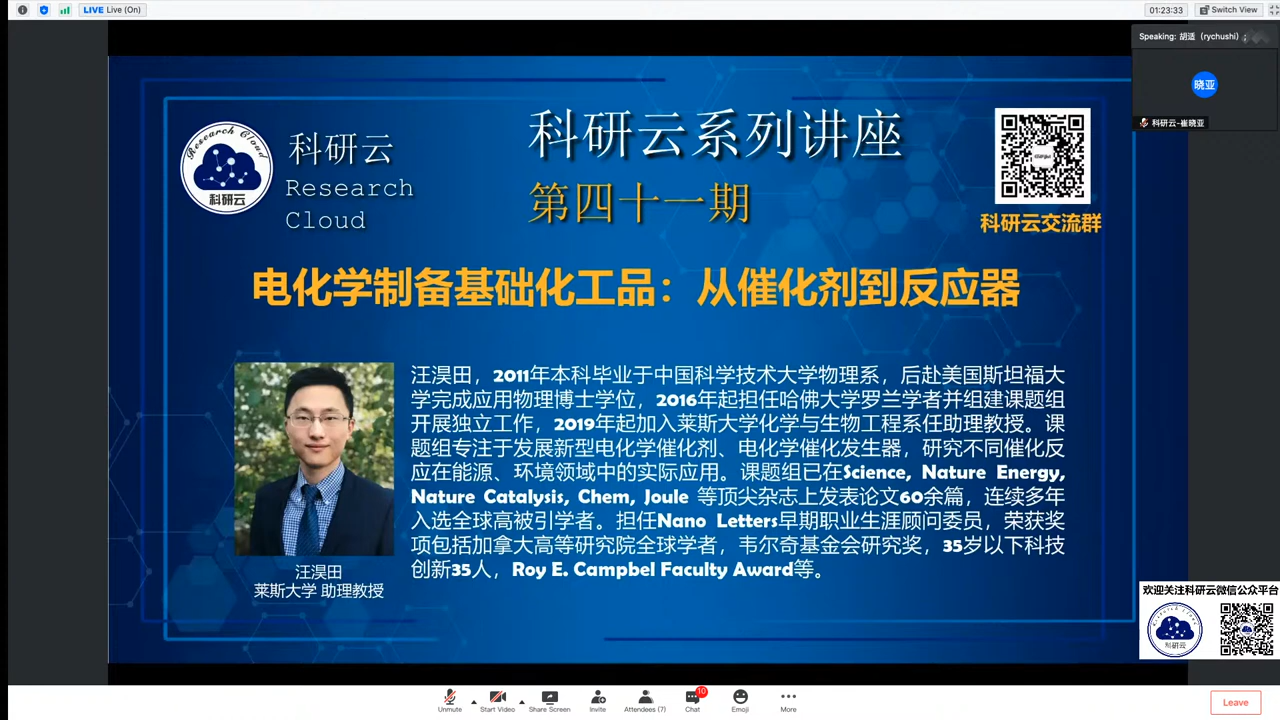 LIVE Live (On)
01:23:33
Switch View
Speaking: 胡适 (rychushi)
晓亚
科研云-崔晓亚
Research Cloud
科研云
科研云
Research
Cloud
科研云系列讲座
第四十一期
科研云交流群
电化学制备基础化工品：从催化剂到反应器
汪淏田，2011年本科毕业于中国科学技术大学物理系，后赴美国斯坦福大
学完成应用物理博士学位，2016年起担任哈佛大学罗兰学者并组建课题组
开展独立工作，2019年起加入莱斯大学化学与生物工程系任助理教授。课
题组专注于发展新型电化学催化剂、电化学催化发生器，研究不同催化反
应在能源、环境领域中的实际应用。课题组已在Science, Nature Energy,
Nature Catalysis, Chem, Joule 等顶尖杂志上发表论文60余篇，连续多年
入选全球高被引学者。担任Nano Letters早期职业生涯顾问委员，荣获奖
项包括加拿大高等研究院全球学者，韦尔奇基金会研究奖，35岁以下科技
创新35人，Roy E. Campbel Faculty Award等。
汪淏田
莱斯大学 助理教授
欢迎关注科研云微信公众平台
科研云
Unmute
Start Video
Share Screen
Invite
Attendees (7)
10
Chat
Emoji
More
Leave